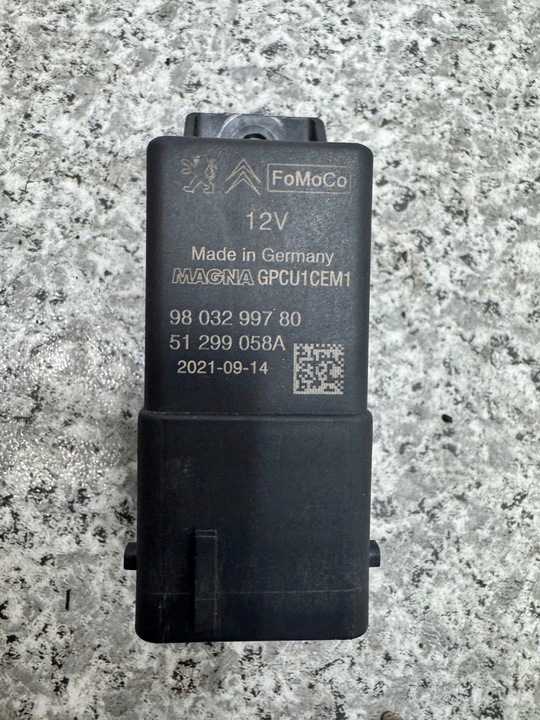 FoMoCo
12V
Made in Germany
MAGNA GPCU1CEM1
98 032 997 80
51 299 058A
2021-09-14